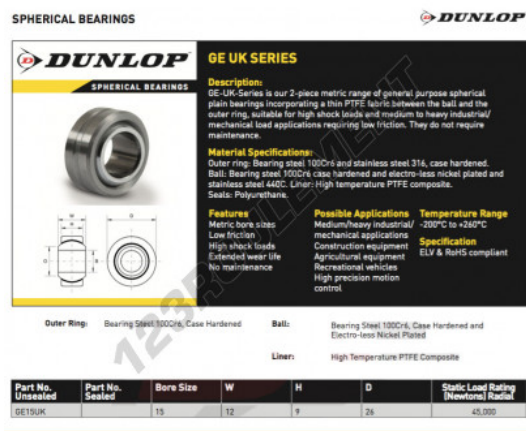 SPHERICAL BEARINGS
DUNLOP
DUNLOP
SPHERICAL BEARINGS
GE UK SERIES
Description:
GE-UK-Series is our 2-piece metric range of general purpose spherical
plain bearings incorporating a thin PTFE fabric between the ball and the
outer ring, suitable for high shock loads and medium to heavy industrial/
mechanical load applications requiring low friction. They do not require
maintenance.
Material Specifications:
Outer ring: Bearing steel 100Cr6 and stainless steel 316, case hardened.
Ball: Bearing steel 100Cr6 case hardened and electro-less nickel plated and
stainless steel 440C. Liner: High temperature PTFE composite.
Seals: Polyurethane.
Features
Metric bore sizes
Low friction
High shock loads
Extended wear life
No maintenance
Possible Applications
Medium/heavy industrial/
mechanical applications
Construction equipment
Agricultural equipment
Recreational vehicles
High precision motion
control
Temperature Range
-200°C to +260°C
Specification
ELV & RoHS compliant
Outer Ring: Bearing Steel 100Cr6, Case Hardened
Ball: Bearing Steel 100Cr6, Case Hardened and
Electro-less Nickel Plated
Liner: High Temperature PTFE Composite
Part No. Unsealed Part No. Sealed Bore Size W H D Static Load Rating (Newtons) Radial
GE15UK 15 12 9 26 45,000
123ROULEMENT